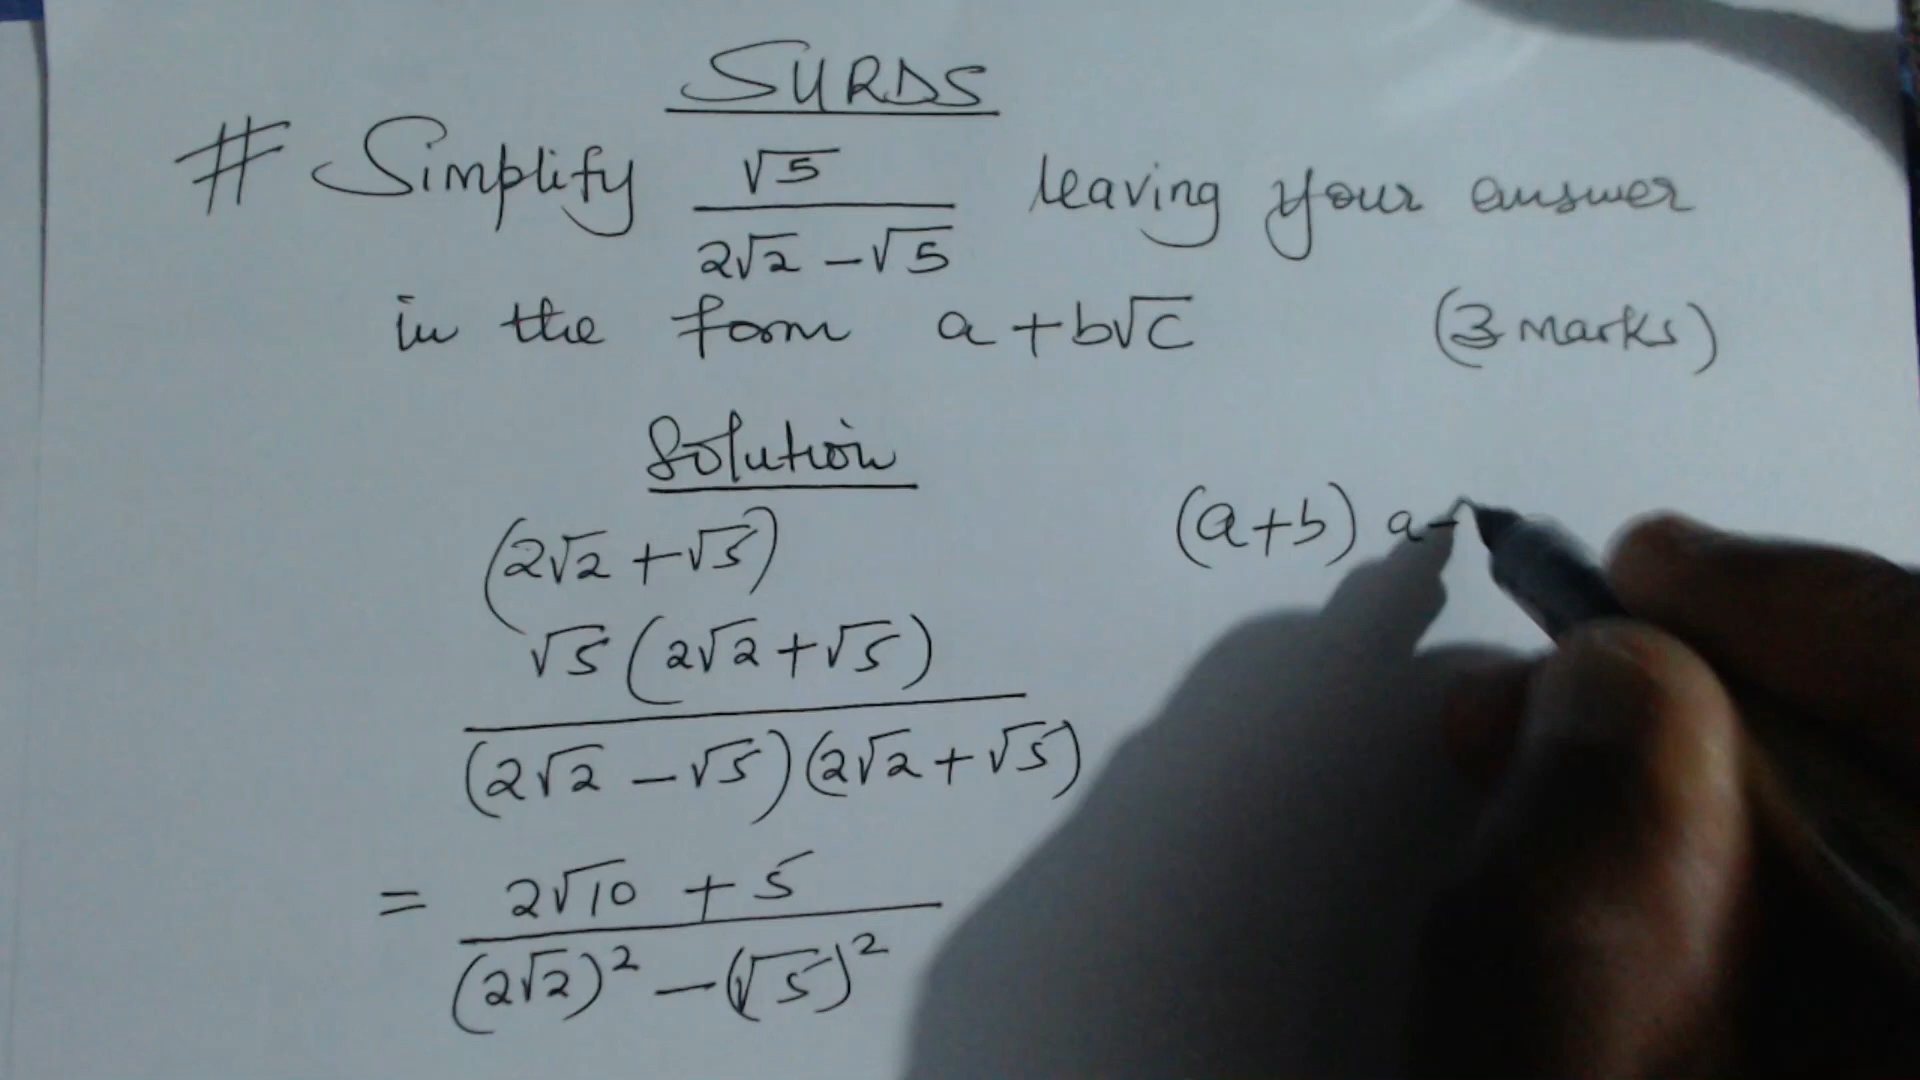 SURDS
# Simplify √5 / (2√2 - √5) leaving your answer
in the form a + b√c (3 marks)
Solution
(2√2 + √5)
√5 (2√2 + √5)
(2√2 - √5)(2√2 + √5)
= 2√10 + 5
(2√2)² - (√5)²
(a+b) a-